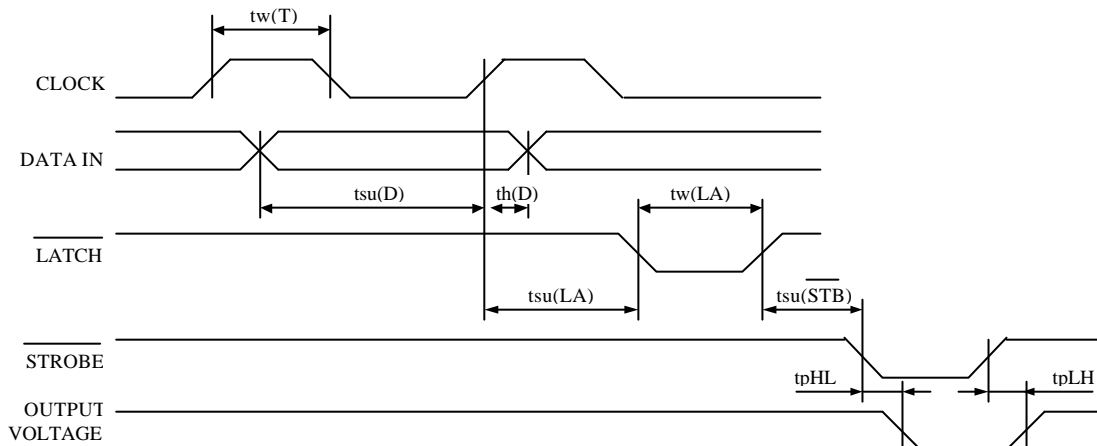 tw(T)
CLOCK
DATA IN
tsu(D)
th(D)
tw(LA)
LATCH
tsu(LA)
tsu(STB)
STROBE
tpHL
tpLH
OUTPUT
VOLTAGE